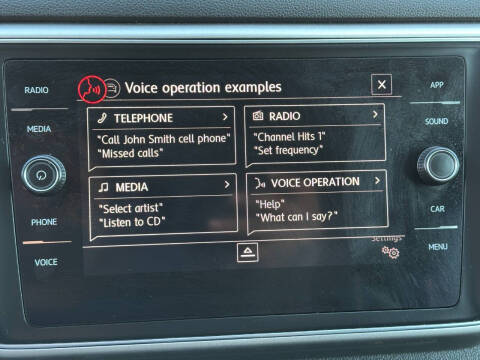 RADIO
MEDIA
PHONE
VOICE
Voice operation examples
X
TELEPHONE >
"Call John Smith cell phone"
"Missed calls"
RADIO >
"Channel Hits 1"
"Set frequency"
MEDIA >
"Select artist"
"Listen to CD"
VOICE OPERATION >
"Help"
"What can I say?"
Settings
APP
SOUND
CAR
MENU